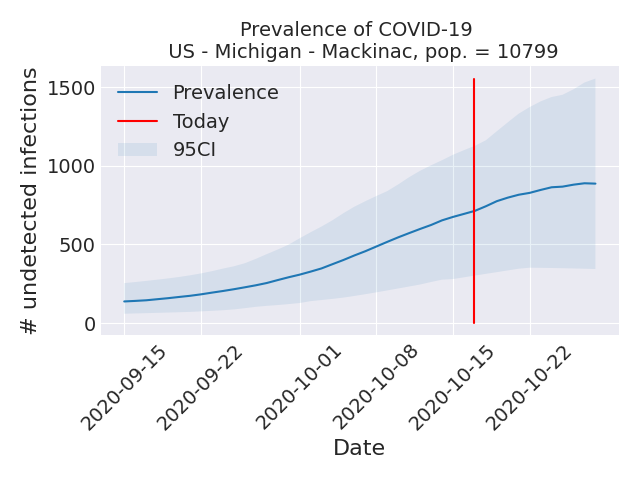 Prevalence of COVID-19
US - Michigan - Mackinac, pop. = 10799
# undetected infections
1500
1000
500
0
Prevalence
Today
95CI
2020-09-15
2020-09-22
2020-10-01
2020-10-08
2020-10-15
2020-10-22
Date